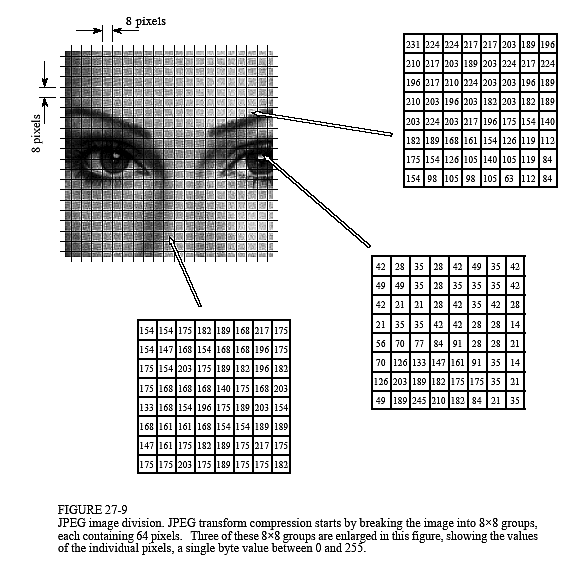 8 pixels
8 pixels
231 224 224 217 217 203 189 196
210 217 203 189 203 224 217 224
196 217 210 224 203 203 196 189
210 203 196 203 182 203 182 189
203 224 203 217 196 175 154 140
182 189 168 161 154 126 119 112
175 154 126 105 140 105 119 84
154 98 105 98 105 63 112 84
42 28 35 28 42 49 35 42
49 49 35 28 35 35 35 42
42 21 21 28 42 35 42 28
21 35 35 42 42 28 28 14
56 70 77 84 91 28 28 21
70 126 133 147 161 91 35 14
126 203 189 182 175 175 35 21
49 189 245 210 182 84 21 35
154 154 175 182 189 168 217 175
154 147 168 154 168 168 196 175
175 154 203 175 189 182 196 182
175 168 168 168 140 175 168 203
133 168 154 196 175 189 203 154
168 161 161 168 154 154 189 189
147 161 175 182 189 175 217 175
175 175 203 175 189 175 175 182
FIGURE 27-9
JPEG image division. JPEG transform compression starts by breaking the image into 8×8 groups,
each containing 64 pixels. Three of these 8×8 groups are enlarged in this figure, showing the values
of the individual pixels, a single byte value between 0 and 255.